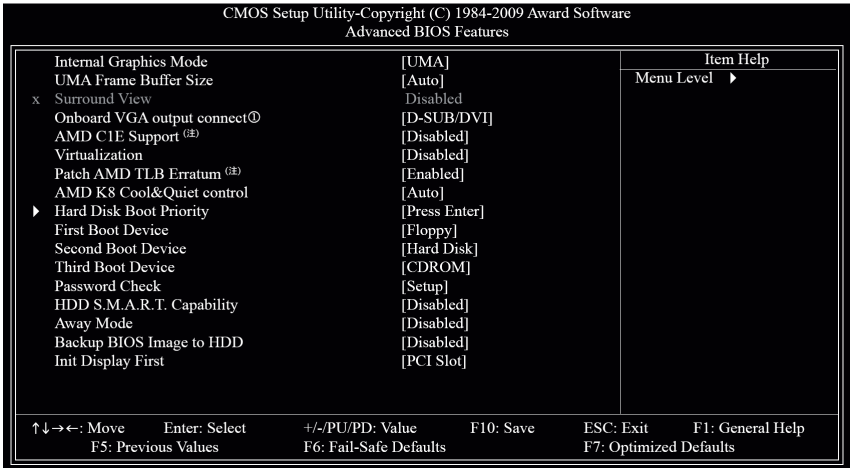 CMOS Setup Utility-Copyright (C) 1984-2009 Award Software
Advanced BIOS Features
Internal Graphics Mode [UMA]
UMA Frame Buffer Size [Auto]
x Surround View Disabled
Onboard VGA output connect① [D-SUB/DVI]
AMD C1E Support (注) [Disabled]
Virtualization [Disabled]
Patch AMD TLB Erratum (注) [Enabled]
AMD K8 Cool&Quiet control [Auto]
Hard Disk Boot Priority [Press Enter]
First Boot Device [Floppy]
Second Boot Device [Hard Disk]
Third Boot Device [CDROM]
Password Check [Setup]
HDD S.M.A.R.T. Capability [Disabled]
Away Mode [Disabled]
Backup BIOS Image to HDD [Disabled]
Init Display First [PCI Slot]
Item Help
Menu Level ▶
↑↓→←: Move Enter: Select +/-/PU/PD: Value F10: Save ESC: Exit F1: General Help
F5: Previous Values F6: Fail-Safe Defaults F7: Optimized Defaults